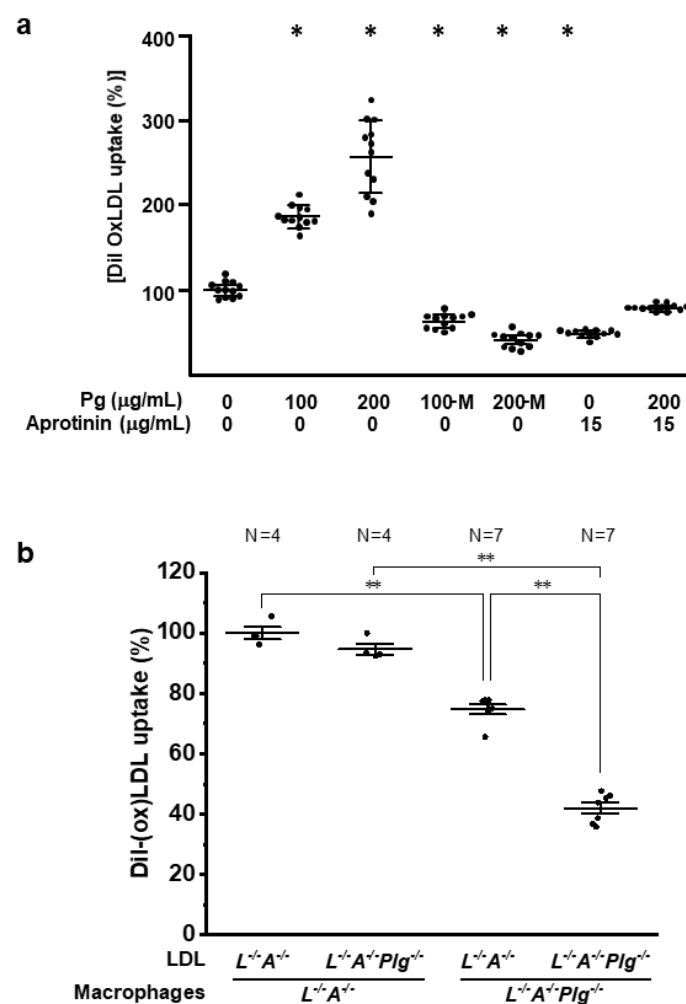 a
* * * * *
400
300
200
100
[DiI OxLDL uptake (%)]
Pg (μg/mL) 0 100 200 100-M 200-M 0 200
Aprotinin (μg/mL) 0 0 0 0 0 15 15
b
N=4 N=4 N=7 N=7
**
** **
120
100
80
60
40
20
0
DiI-(ox)LDL uptake (%)
LDL L-/-A-/- L-/-A-/-Plg-/- L-/-A-/- L-/-A-/-Plg-/-
Macrophages L-/-A-/- L-/-A-/-Plg-/-